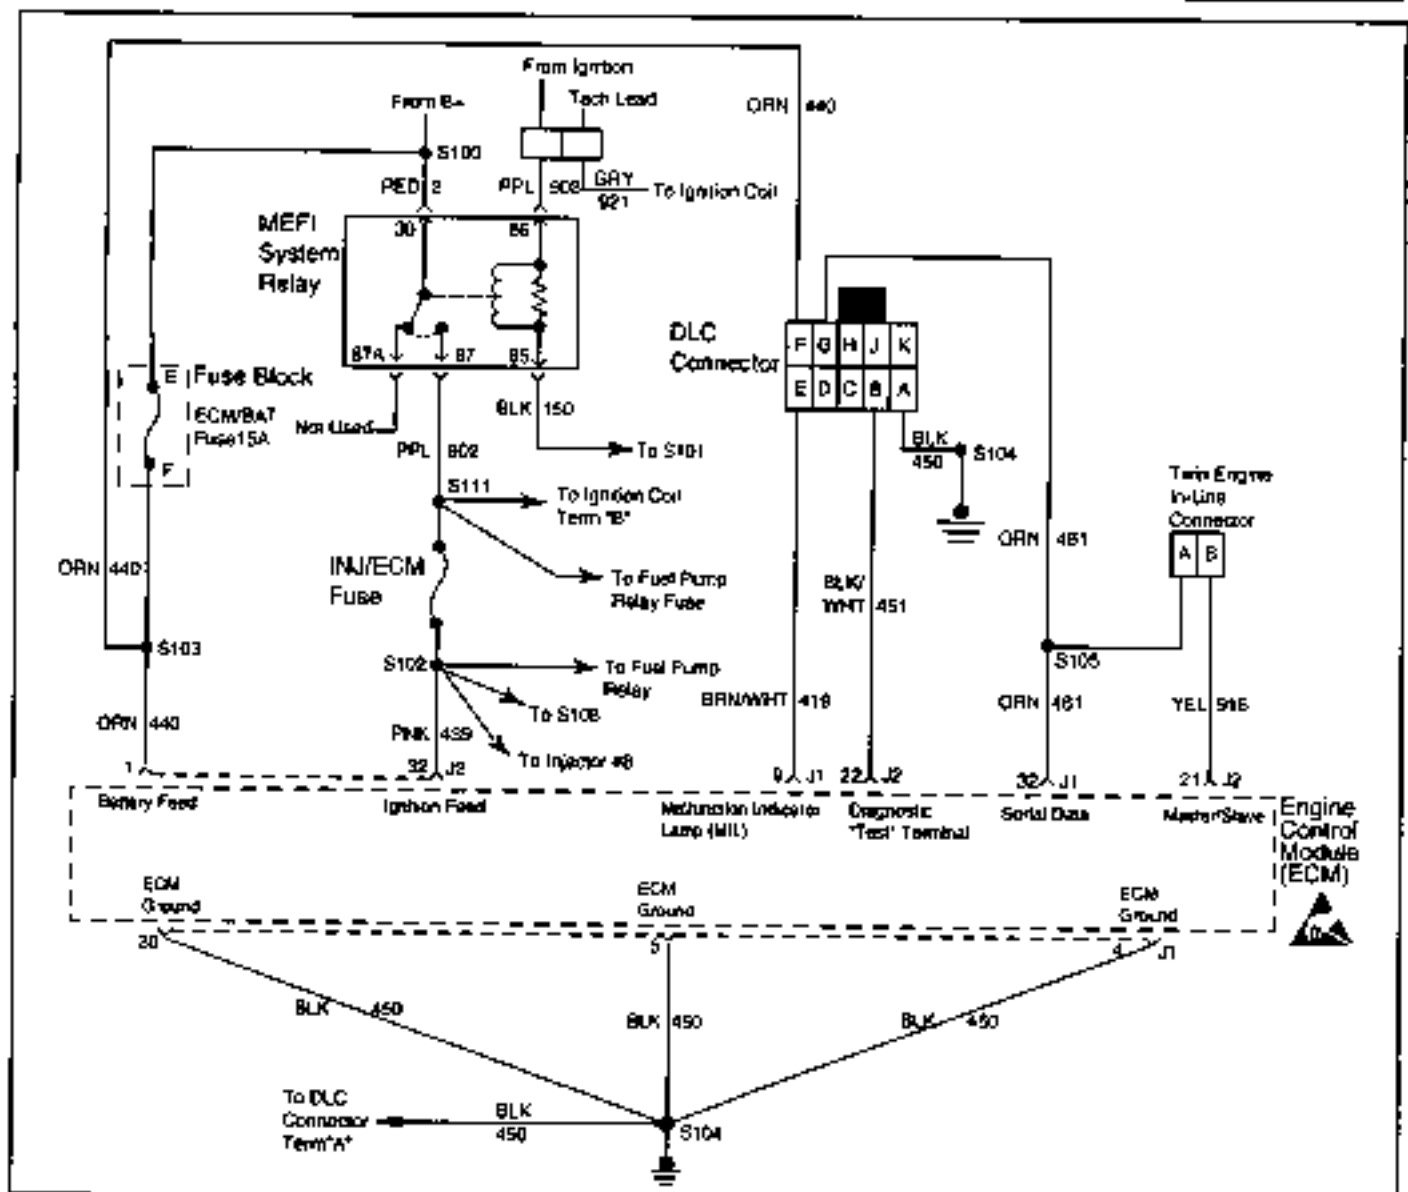 From Ignition
From B+
Tach Lead
ORN 440
S100
RED 2
PPL 903
GRY
921
To Ignition Coil
MEFI
System
Relay
30
86
87A
87
85
DLC
Connector
F G H J K
E D C B A
E
Fuse Block
ECM/BAT
Fuse 15A
F
Not Used
BLK 150
PPL 902
To S101
BLK
450
S104
S111
To Ignition Coil
Term "B"
Twin Engine
In-Line
Connector
A B
ORN 440
INJ/ECM
Fuse
To Fuel Pump
Relay Fuse
BLK/
WHT 451
ORN 461
S103
S102
To Fuel Pump
Relay
S105
BRN/WHT 419
ORN 461
YEL 916
ORN 440
PINK 439
To S108
To Injector #8
1
32 J2
9 J1
22 J2
32 J1
21 J2
Battery Feed
Ignition Feed
Malfunction Indicator
Lamp (MIL)
Diagnostic
"Test" Terminal
Serial Data
Master/Slave
Engine
Control
Module
(ECM)
ECM
Ground
ECM
Ground
ECM
Ground
20
5
4 J1
BLK 450
BLK 450
BLK 450
To DLC
Connector
Term"A"
BLK
450
S104